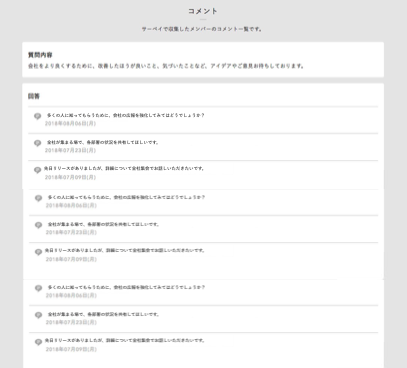 コメント
サーベイで収集したメンバーのコメント一覧です。
質問内容
会社をより良くするために、改善したほうが良いこと、気づいたことなど、アイデアやご意見お待ちしております。
回答
多くの人に知ってもらうために、会社の広報を強化してみてはどうでしょうか？
2018年08月06日(月)
会社が集まる場で、各部署の状況を共有してほしいです。
2018年07月23日(月)
先日リリースがありましたが、詳細について全社集会でお話しいただきたいです。
2018年07月09日(月)
多くの人に知ってもらうために、会社の広報を強化してみてはどうでしょうか？
2018年08月06日(月)
会社が集まる場で、各部署の状況を共有してほしいです。
2018年07月23日(月)
先日リリースがありましたが、詳細について全社集会でお話しいただきたいです。
2018年07月09日(月)
多くの人に知ってもらうために、会社の広報を強化してみてはどうでしょうか？
2018年08月06日(月)
会社が集まる場で、各部署の状況を共有してほしいです。
2018年07月23日(月)
先日リリースがありましたが、詳細について全社集会でお話しいただきたいです。
2018年07月09日(月)